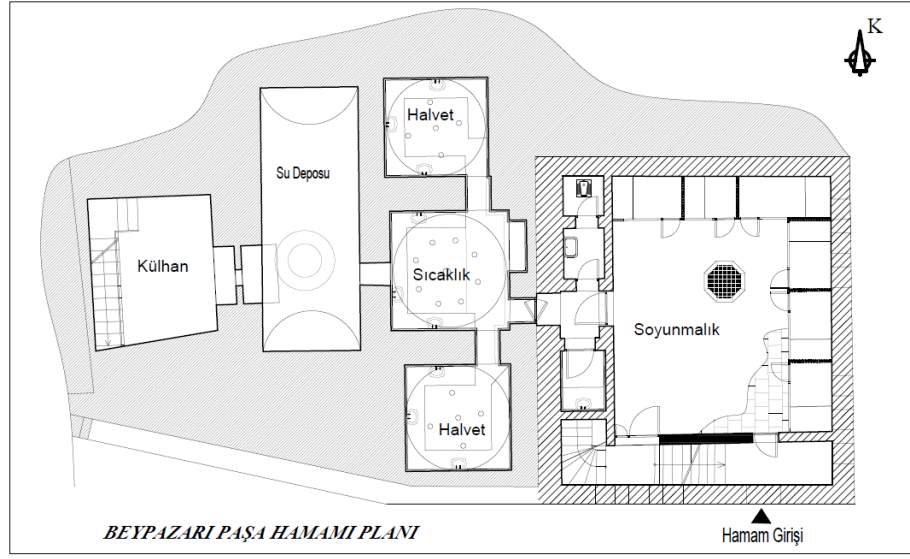 K
Halvet
Su Deposu
Külhan
Sıcaklık
Soyunmalık
Halvet
BEYPAZARI PAŞA HAMAMI PLANI
Hamam Girişi